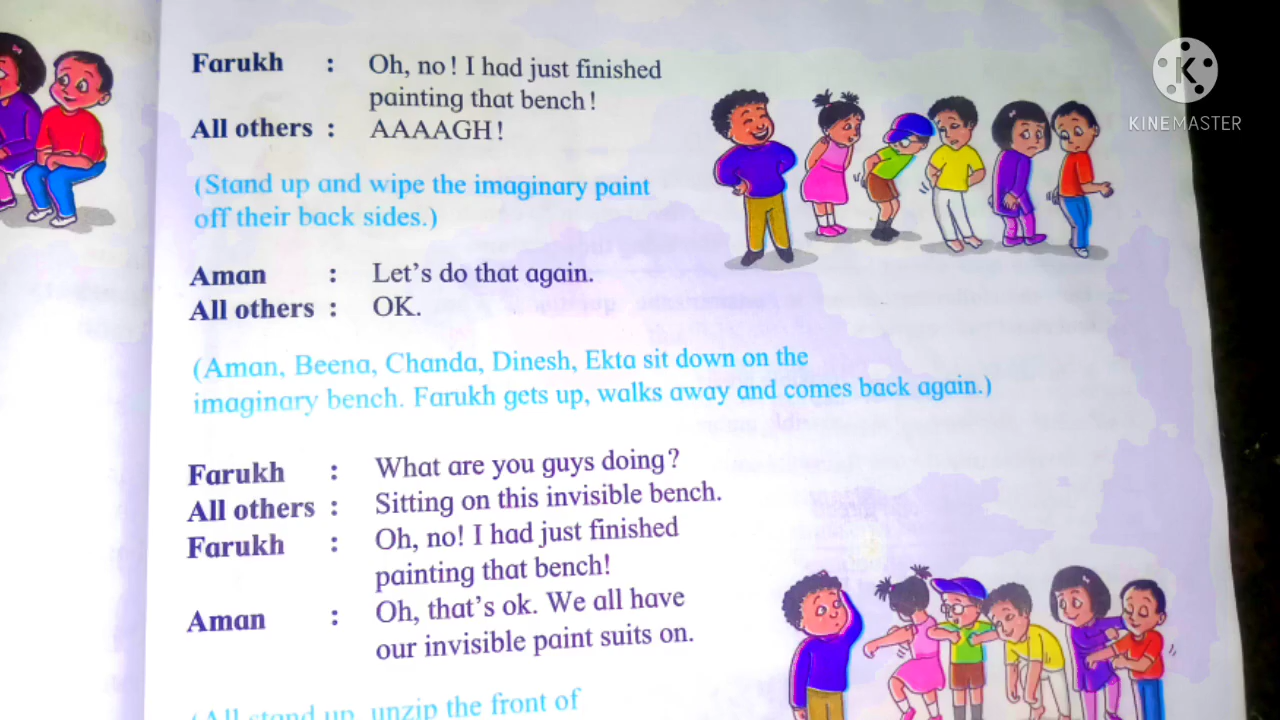 Farukh : Oh, no! I had just finished
painting that bench!
All others : AAAAGH!
(Stand up and wipe the imaginary paint
off their back sides.)
Aman : Let's do that again.
All others : OK.
(Aman, Beena, Chanda, Dinesh, Ekta sit down on the
imaginary bench. Farukh gets up, walks away and comes back again.)
Farukh : What are you guys doing?
All others : Sitting on this invisible bench.
Farukh : Oh, no! I had just finished
painting that bench!
Aman : Oh, that's ok. We all have
our invisible paint suits on.
(All stand up, unzip the front of
K
KINEMASTER